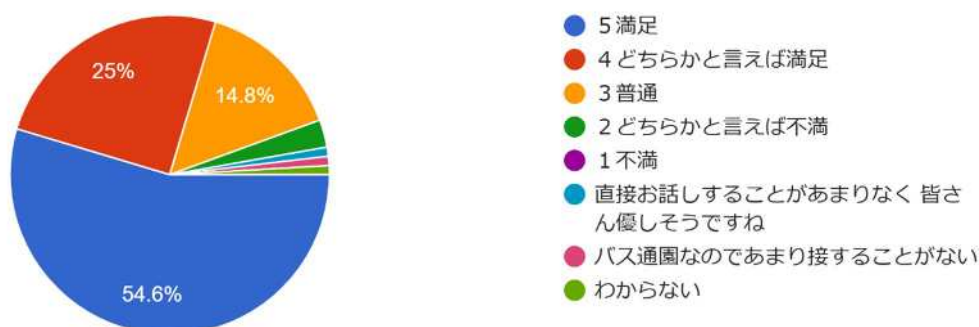 25%
14.8%
54.6%
5 満足
4 どちらかと言えば満足
3 普通
2 どちらかと言えば不満
1 不満
直接お話しすることがあまりなく 皆さ
ん優しそうですね
バス通園なのであまり接することがない
わからない